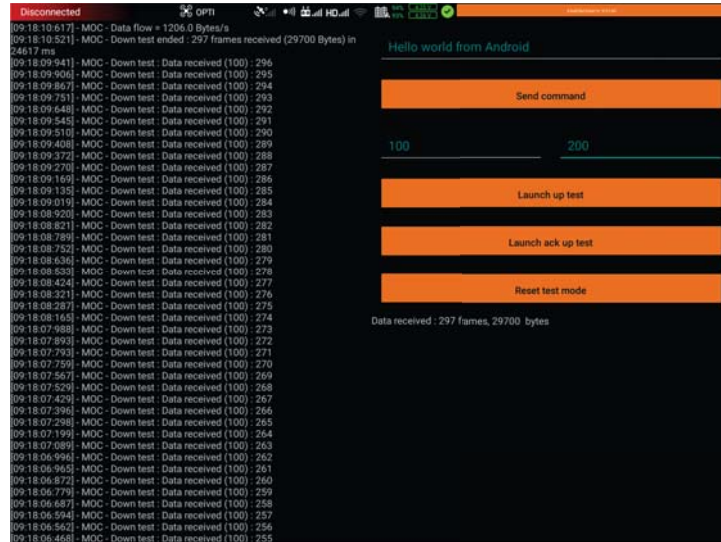 Disconnected
OPTI
HD
[09:18:10:617] - MOC - Data flow = 1206.0 Bytes/s
[09:18:10:521] - MOC - Down test ended : 297 frames received (29700 Bytes) in
24617 ms
[09:18:09:941] - MOC - Down test : Data received (100) : 296
[09:18:09:906] - MOC - Down test : Data received (100) : 295
[09:18:09:867] - MOC - Down test : Data received (100) : 294
[09:18:09:751] - MOC - Down test : Data received (100) : 293
[09:18:09:648] - MOC - Down test : Data received (100) : 292
[09:18:09:545] - MOC - Down test : Data received (100) : 291
[09:18:09:510] - MOC - Down test : Data received (100) : 290
[09:18:09:408] - MOC - Down test : Data received (100) : 289
[09:18:09:372] - MOC - Down test : Data received (100) : 288
[09:18:09:270] - MOC - Down test : Data received (100) : 287
[09:18:09:169] - MOC - Down test : Data received (100) : 286
[09:18:09:135] - MOC - Down test : Data received (100) : 285
[09:18:09:019] - MOC - Down test : Data received (100) : 284
[09:18:08:920] - MOC - Down test : Data received (100) : 283
[09:18:08:821] - MOC - Down test : Data received (100) : 282
[09:18:08:789] - MOC - Down test : Data received (100) : 281
[09:18:08:752] - MOC - Down test : Data received (100) : 280
[09:18:08:636] - MOC - Down test : Data received (100) : 279
[09:18:08:533] - MOC - Down test : Data received (100) : 278
[09:18:08:424] - MOC - Down test : Data received (100) : 277
[09:18:08:321] - MOC - Down test : Data received (100) : 276
[09:18:08:287] - MOC - Down test : Data received (100) : 275
[09:18:08:165] - MOC - Down test : Data received (100) : 274
[09:18:07:988] - MOC - Down test : Data received (100) : 273
[09:18:07:893] - MOC - Down test : Data received (100) : 272
[09:18:07:793] - MOC - Down test : Data received (100) : 271
[09:18:07:759] - MOC - Down test : Data received (100) : 270
[09:18:07:567] - MOC - Down test : Data received (100) : 269
[09:18:07:529] - MOC - Down test : Data received (100) : 268
[09:18:07:429] - MOC - Down test : Data received (100) : 267
[09:18:07:396] - MOC - Down test : Data received (100) : 266
[09:18:07:298] - MOC - Down test : Data received (100) : 265
[09:18:07:199] - MOC - Down test : Data received (100) : 264
[09:18:07:089] - MOC - Down test : Data received (100) : 263
[09:18:06:996] - MOC - Down test : Data received (100) : 262
[09:18:06:965] - MOC - Down test : Data received (100) : 261
[09:18:06:872] - MOC - Down test : Data received (100) : 260
[09:18:06:779] - MOC - Down test : Data received (100) : 259
[09:18:06:687] - MOC - Down test : Data received (100) : 258
[09:18:06:594] - MOC - Down test : Data received (100) : 257
[09:18:06:562] - MOC - Down test : Data received (100) : 256
[09:18:06:468] - MOC - Down test : Data received (100) : 255
Hello world from Android
Send command
100
200
Launch up test
Launch ack up test
Reset test mode
Data received : 297 frames, 29700 bytes